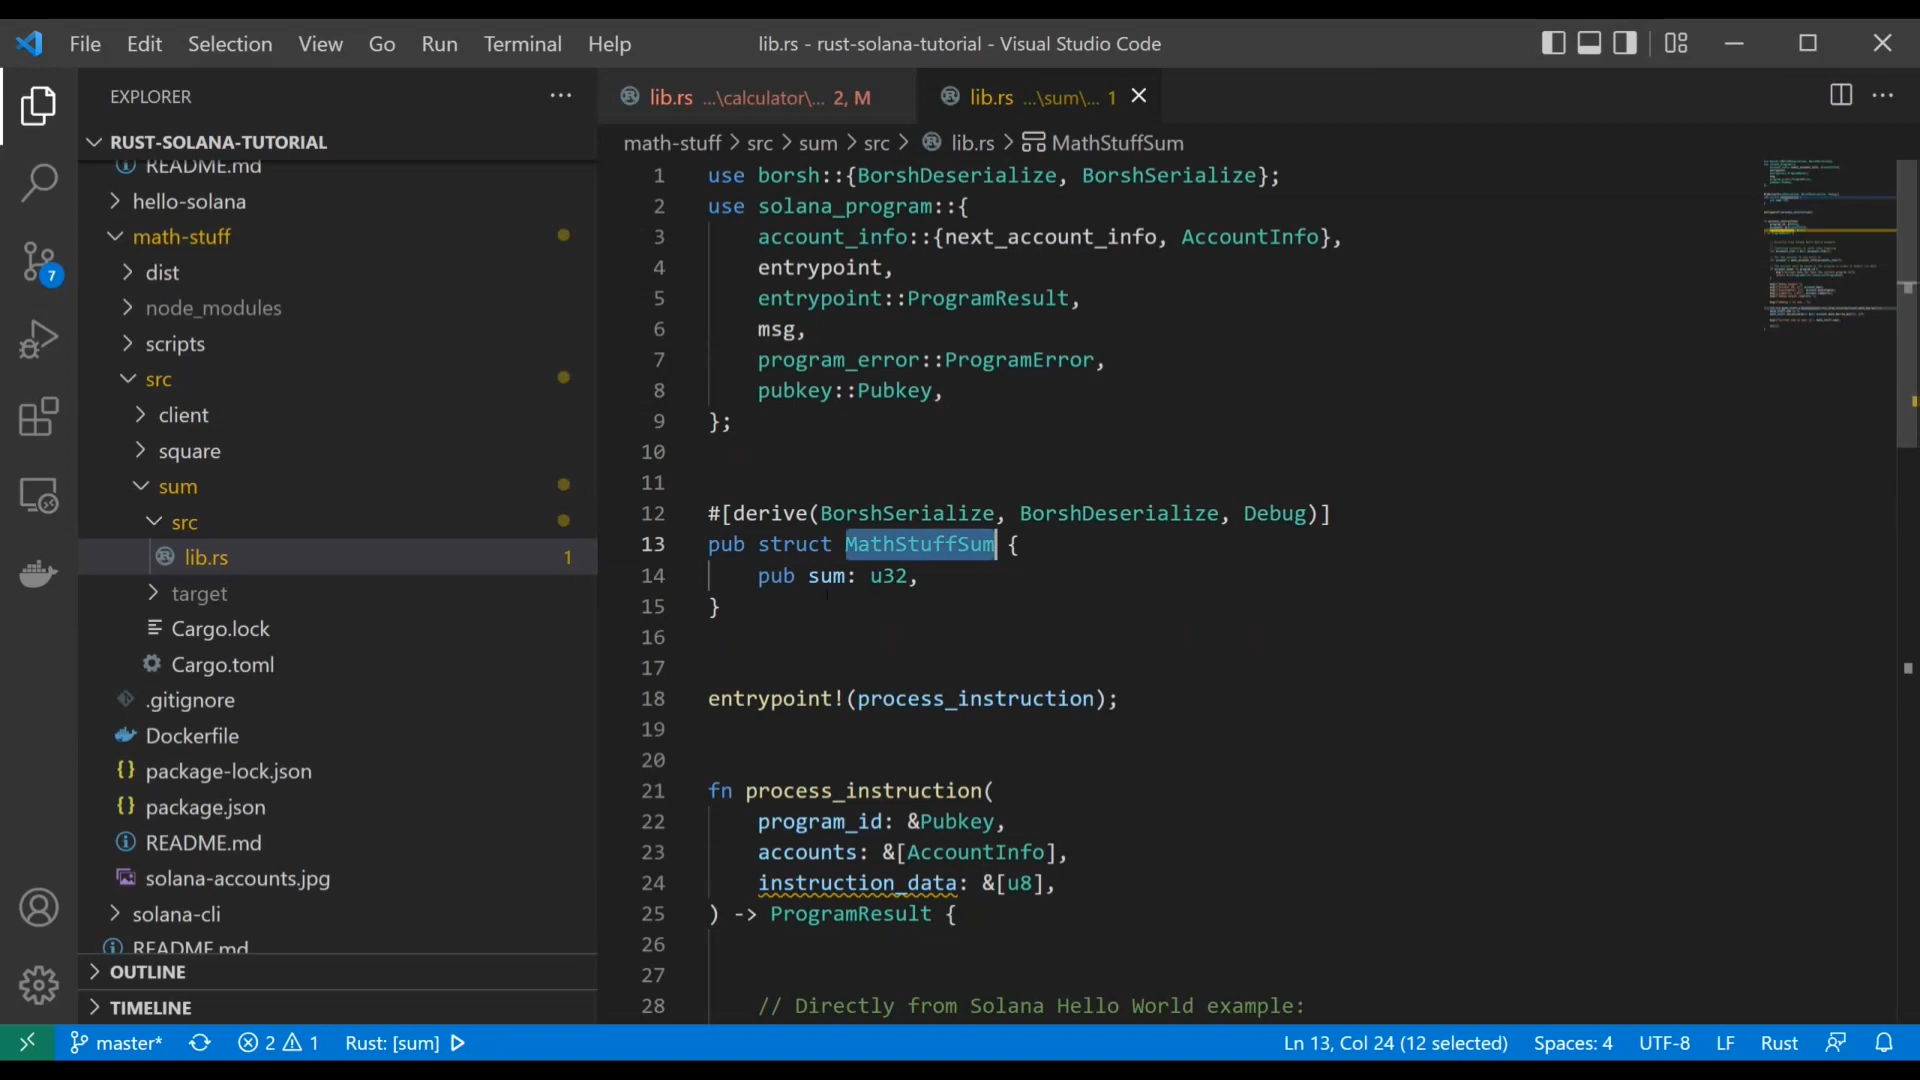 File Edit Selection View Go Run Terminal Help
lib.rs - rust-solana-tutorial - Visual Studio Code
EXPLORER
lib.rs ...\calculator\... 2, M
lib.rs ...\sum\... 1
RUST-SOLANA-TUTORIAL
math-stuff > src > sum > src > lib.rs > MathStuffSum
README.md
hello-solana
math-stuff
dist
node_modules
scripts
src
client
square
sum
src
lib.rs 1
target
Cargo.lock
Cargo.toml
.gitignore
Dockerfile
package-lock.json
package.json
README.md
solana-accounts.jpg
solana-cli
README.md
OUTLINE
TIMELINE
7
1 use borsh::{BorshDeserialize, BorshSerialize};
2 use solana_program::{
3 account_info::{next_account_info, AccountInfo},
4 entrypoint,
5 entrypoint::ProgramResult,
6 msg,
7 program_error::ProgramError,
8 pubkey::Pubkey,
9 };
10
11
12 #[derive(BorshSerialize, BorshDeserialize, Debug)]
13 pub struct MathStuffSum {
14 pub sum: u32,
15 }
16
17
18 entrypoint!(process_instruction);
19
20
21 fn process_instruction(
22 program_id: &Pubkey,
23 accounts: &[AccountInfo],
24 instruction_data: &[u8],
25 ) -> ProgramResult {
26
27
28 // Directly from Solana Hello World example:
master* 2 1 Rust: [sum]
Ln 13, Col 24 (12 selected) Spaces: 4 UTF-8 LF Rust